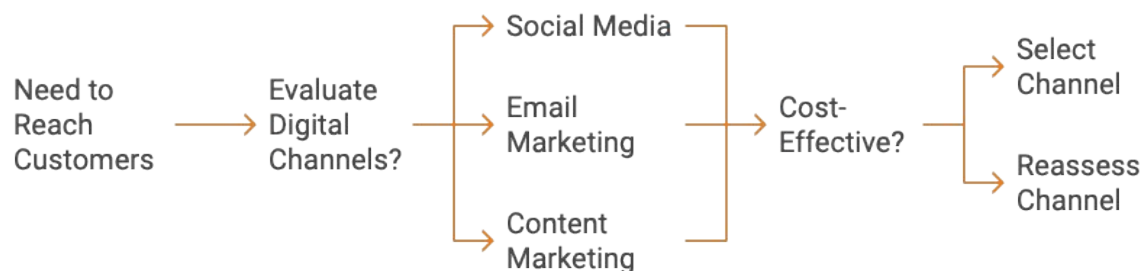 Need to
Reach
Customers
Evaluate
Digital
Channels?
Social Media
Email
Marketing
Content
Marketing
Cost-
Effective?
Select
Channel
Reassess
Channel